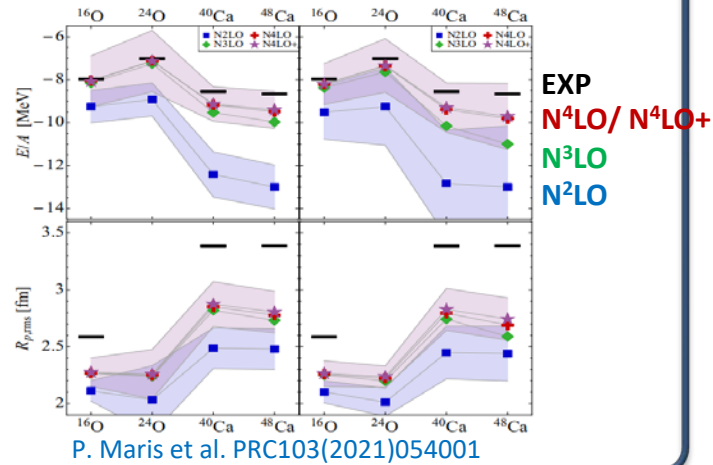 ¹⁶O ²⁴O ⁴⁰Ca ⁴⁸Ca ¹⁶O ²⁴O ⁴⁰Ca ⁴⁸Ca
N2LO N4LO N2LO N4LO
N3LO N4LO+ N3LO N4LO+
−6
−8
−10
−12
−14
E/A [MeV]
EXP
N⁴LO/ N⁴LO+
N³LO
N²LO
3.5
3
2.5
2
Rp,rms [fm]
¹⁶O ²⁴O ⁴⁰Ca ⁴⁸Ca ¹⁶O ²⁴O ⁴⁰Ca ⁴⁸Ca
P. Maris et al. PRC103(2021)054001